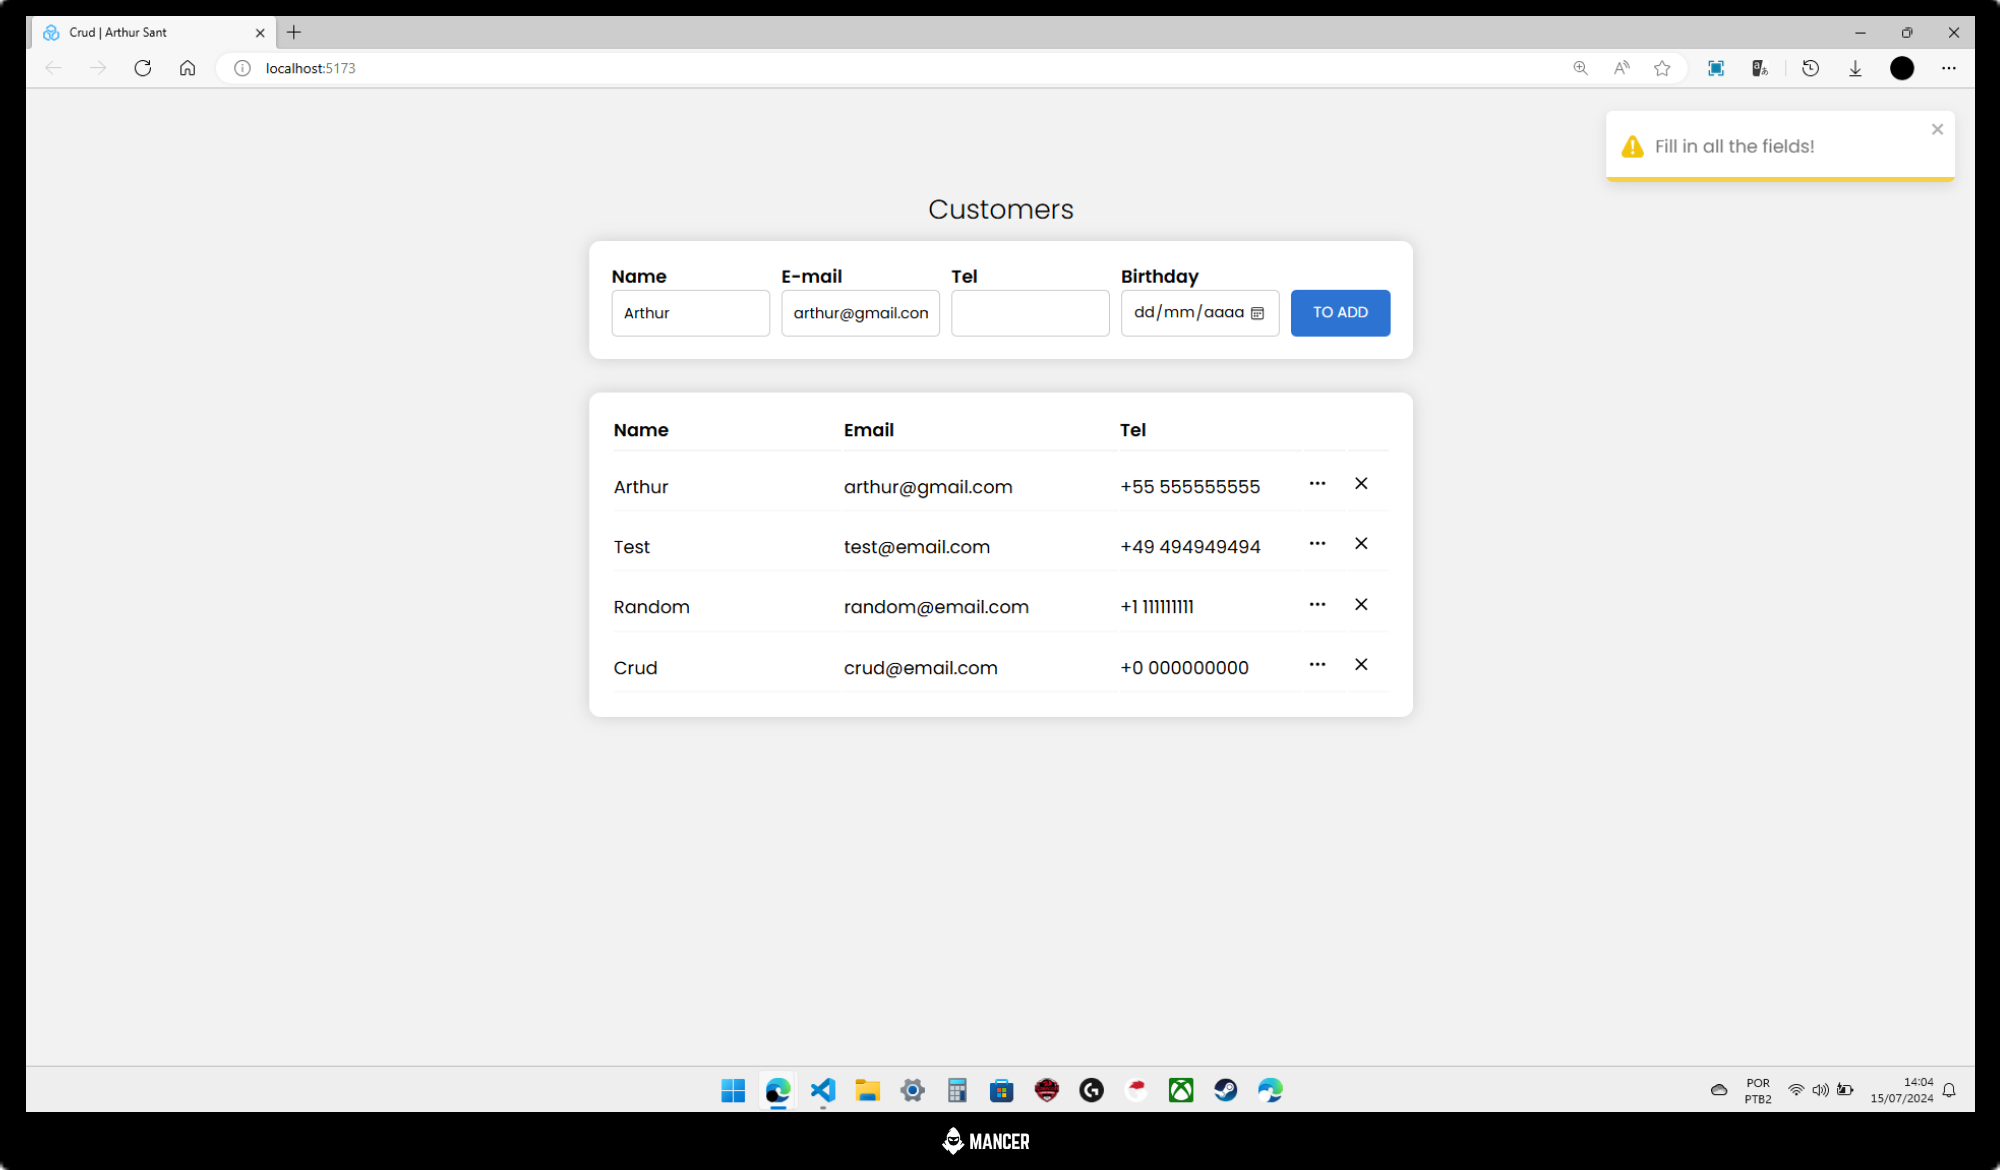 Crud | Arthur Sant
localhost:5173
Fill in all the fields!
Customers
Name E-mail Tel Birthday
Arthur arthur@gmail.con dd/mm/aaaa TO ADD
Name Email Tel
Arthur arthur@gmail.com +55 555555555
Test test@email.com +49 494949494
Random random@email.com +1 111111111
Crud crud@email.com +0 000000000
POR 14:04
PTB2 15/07/2024
MANCER